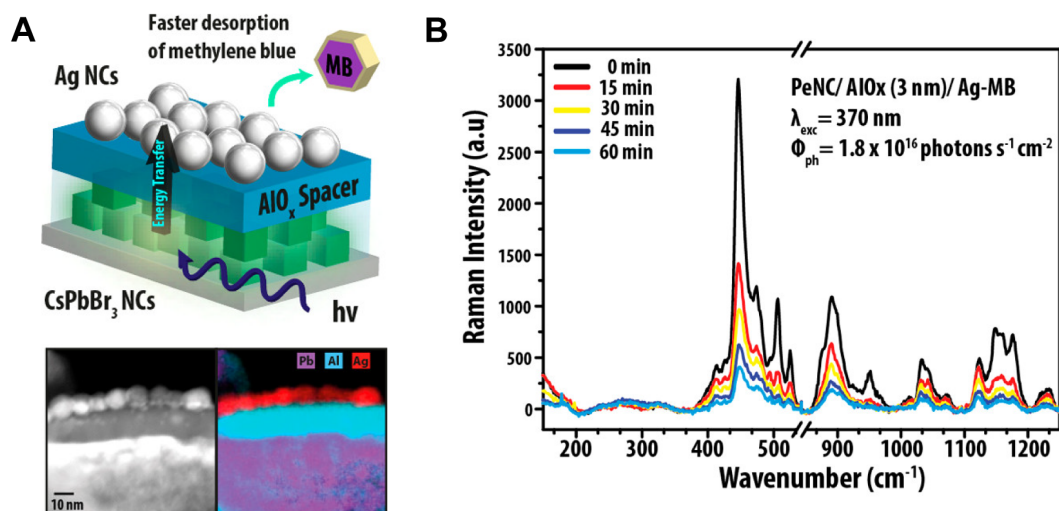 A
Faster desorption
of methylene blue
MB
Ag NCs
Energy Transfer
AlOₓ Spacer
CsPbBr₃ NCs
hν
Pb
Al
Ag
10 nm
B
3500
3000
2500
2000
1500
1000
500
0
Raman Intensity (a.u)
0 min
15 min
30 min
45 min
60 min
PeNC/ AlOx (3 nm)/ Ag-MB
λexc = 370 nm
Φph = 1.8 x 10¹⁶ photons s⁻¹ cm⁻²
200
300
400
500
900
1000
1100
1200
Wavenumber (cm⁻¹)